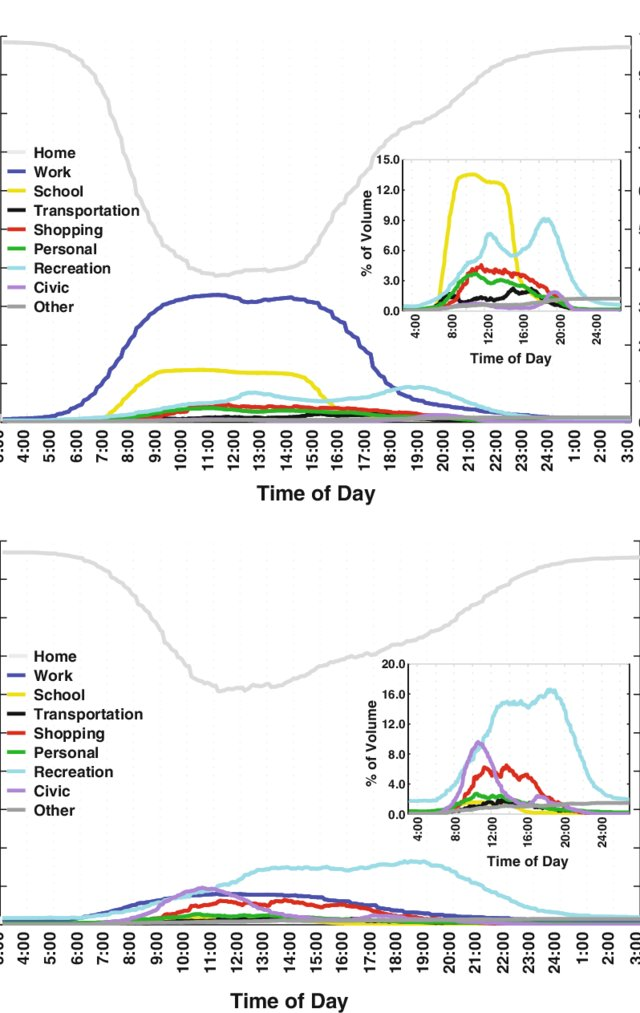 Home
Work
School
Transportation
Shopping
Personal
Recreation
Civic
Other
15.0
12.0
9.0
6.0
3.0
0.0
% of Volume
4:00 8:00 12:00 16:00 20:00 24:00
Time of Day
4:00 5:00 6:00 7:00 8:00 9:00 10:00 11:00 12:00 13:00 14:00 15:00 16:00 17:00 18:00 19:00 20:00 21:00 22:00 23:00 24:00 1:00 2:00 3:00
Time of Day
Home
Work
School
Transportation
Shopping
Personal
Recreation
Civic
Other
20.0
16.0
12.0
8.0
4.0
0.0
% of Volume
4:00 8:00 12:00 16:00 20:00 24:00
Time of Day
4:00 5:00 6:00 7:00 8:00 9:00 10:00 11:00 12:00 13:00 14:00 15:00 16:00 17:00 18:00 19:00 20:00 21:00 22:00 23:00 24:00 1:00 2:00 3:00
Time of Day